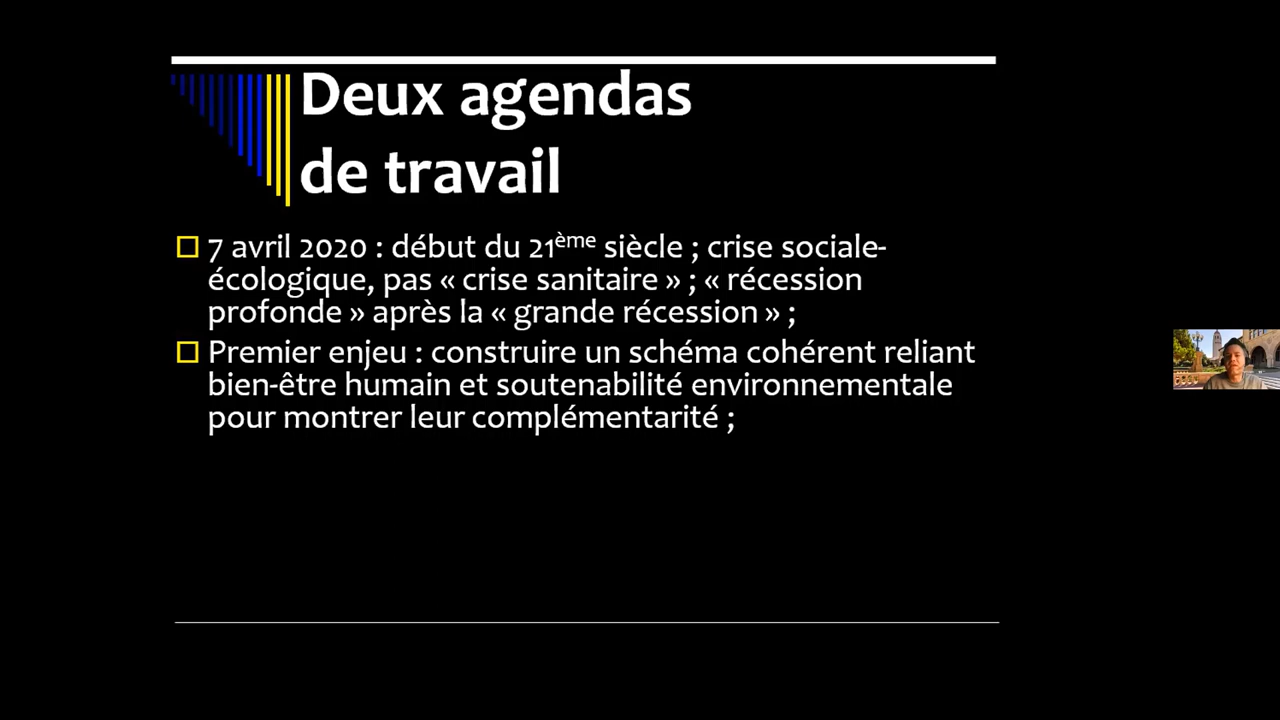 Deux agendas
de travail
7 avril 2020 : début du 21ème siècle ; crise sociale-
écologique, pas « crise sanitaire » ; « récession
profonde » après la « grande récession » ;
Premier enjeu : construire un schéma cohérent reliant
bien-être humain et soutenabilité environnementale
pour montrer leur complémentarité ;